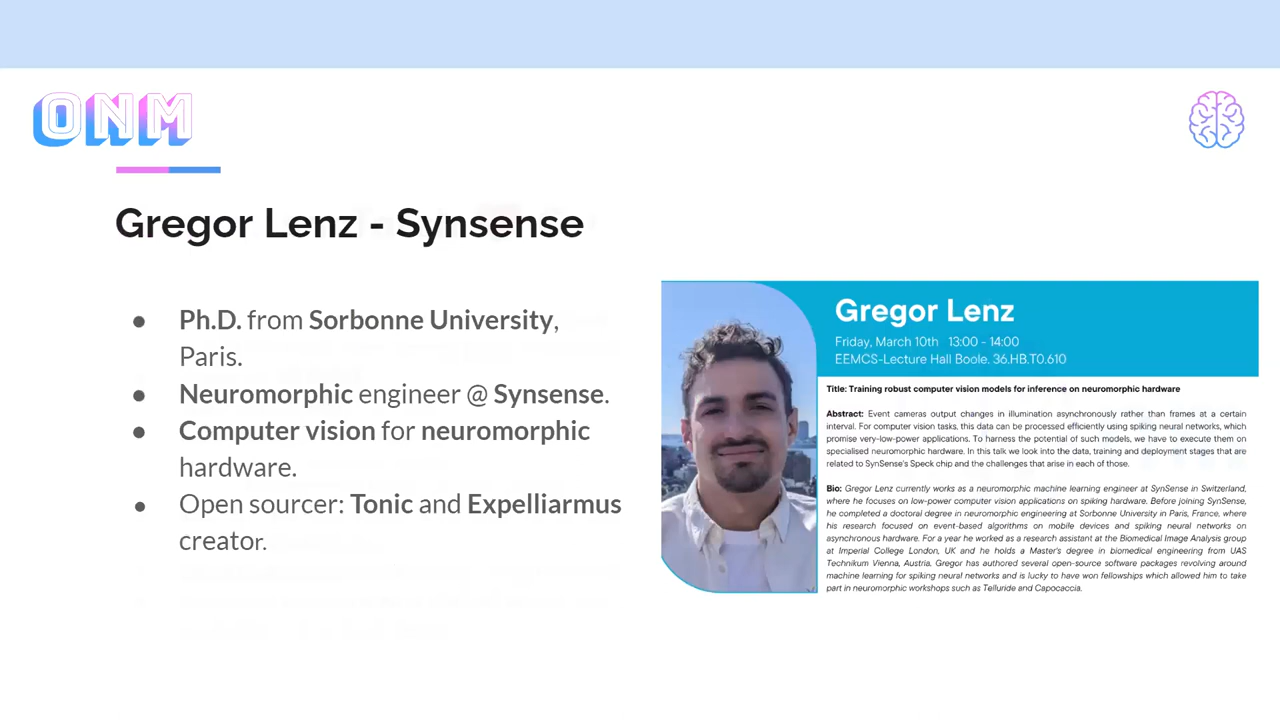 ONM
Gregor Lenz - Synsense
● Ph.D. from Sorbonne University,
Paris.
● Neuromorphic engineer @ Synsense.
● Computer vision for neuromorphic
hardware.
● Open sourcer: Tonic and Expelliarmus
creator.
Gregor Lenz
Friday, March 10th 13:00 - 14:00
EEMCS-Lecture Hall Boole. 36.HB.T0.610
Title: Training robust computer vision models for inference on neuromorphic hardware
Abstract: Event cameras output changes in illumination asynchronously rather than frames at a certain
interval. For computer vision tasks, this data can be processed efficiently using spiking neural networks, which
promise very-low-power applications. To harness the potential of such models, we have to execute them on
specialised neuromorphic hardware. In this talk we look into the data, training and deployment stages that are
related to SynSense's Speck chip and the challenges that arise in each of those.
Bio: Gregor Lenz currently works as a neuromorphic machine learning engineer at SynSense in Switzerland,
where he focuses on low-power computer vision applications on spiking hardware. Before joining SynSense,
he completed a doctoral degree in neuromorphic engineering at Sorbonne University in Paris, France, where
his research focused on event-based algorithms on mobile devices and spiking neural networks on
asynchronous hardware. For a year he worked as a research assistant at the Biomedical Image Analysis group
at Imperial College London, UK and he holds a Master's degree in biomedical engineering from UAS
Technikum Vienna, Austria. Gregor has authored several open-source software packages revolving around
machine learning for spiking neural networks and is lucky to have won fellowships which allowed him to take
part in neuromorphic workshops such as Telluride and Capocaccia.